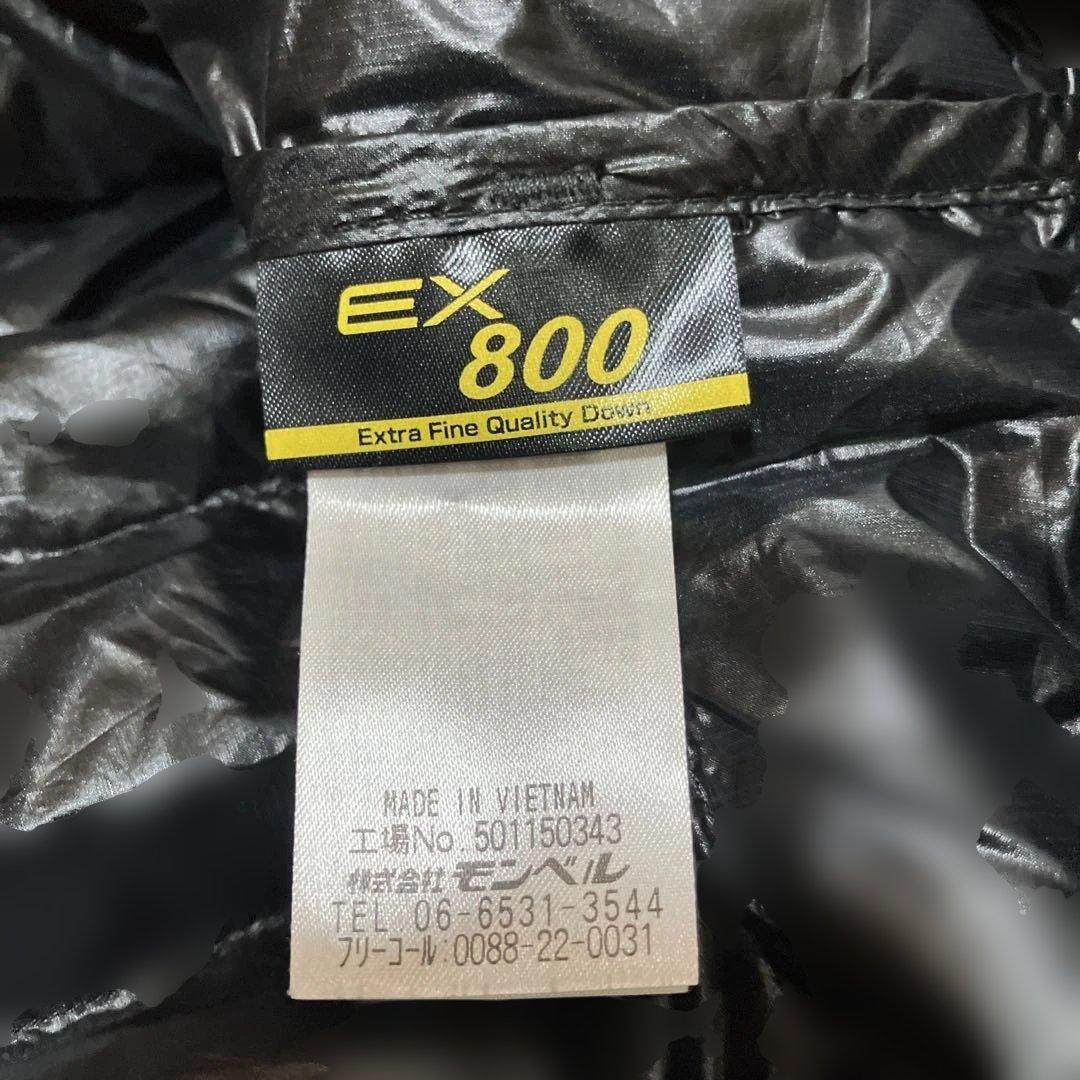 EX
800
Extra Fine Quality Down
MADE IN VIETNAM
工場No. 501150343
株式会社 モンベル
TEL 06-6531-3544
フリーコール:0088-22-0031